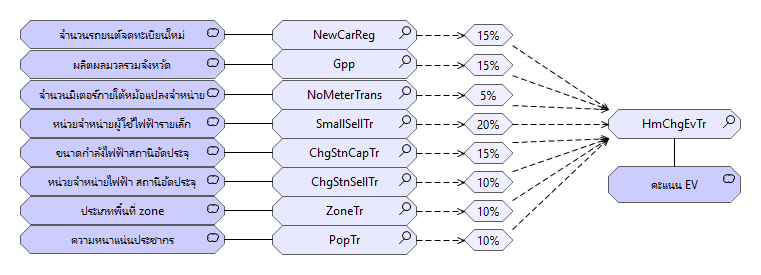 จำนวนรถยนต์จดทะเบียนใหม่ NewCarReg 15%
ผลิตผลมวลรวมจังหวัด Gpp 15%
จำนวนมิเตอร์ภายใต้หม้อแปลงจำหน่าย NoMeterTrans 5%
หน่วยจำหน่ายผู้ใช้ไฟฟ้ารายเล็ก SmallSellTr 20%
HmChgEvTr
ขนาดกำลังไฟฟ้าสถานีอัดประจุ ChgStnCapTr 15%
หน่วยจำหน่ายไฟฟ้า สถานีอัดประจุ ChgStnSellTr 10%
คะแนน EV
ประเภทพื้นที่ zone ZoneTr 10%
ความหนาแน่นประชากร PopTr 10%